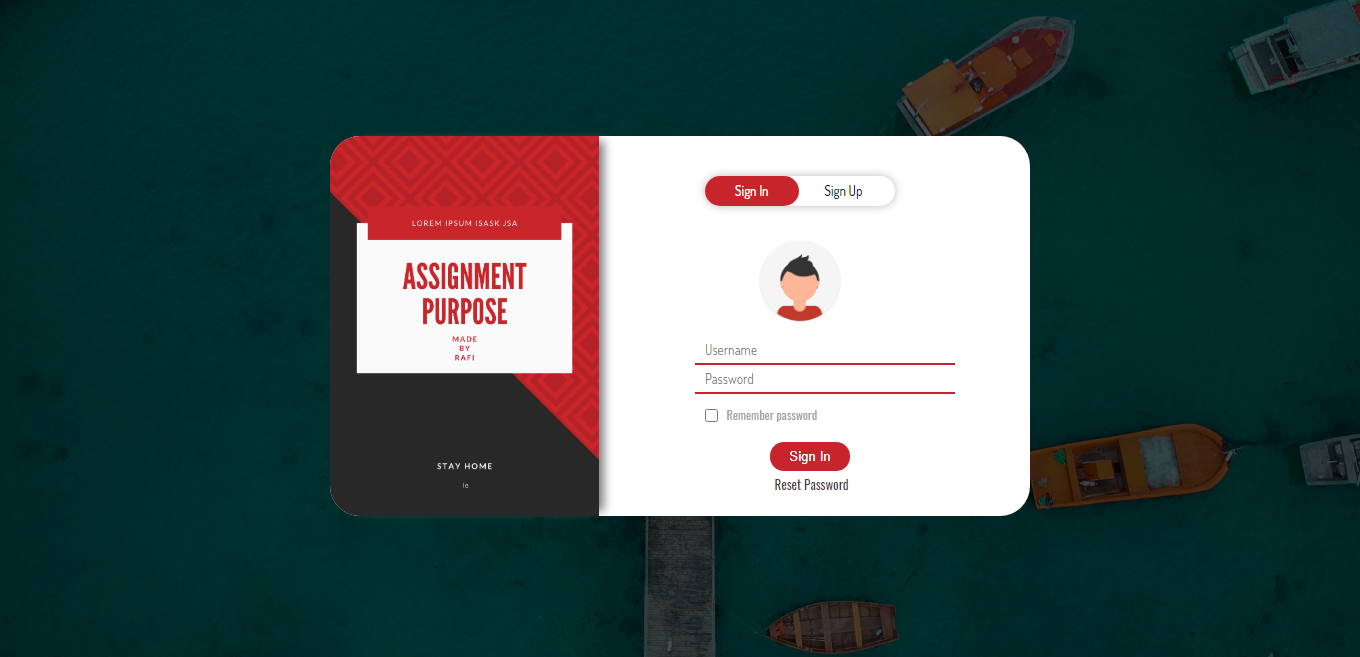 LOREM IPSUM ISASK JSA
ASSIGNMENT
PURPOSE
MADE
BY
RAFI
STAY HOME
le
Sign In Sign Up
Username
Password
Remember password
Sign In
Reset Password